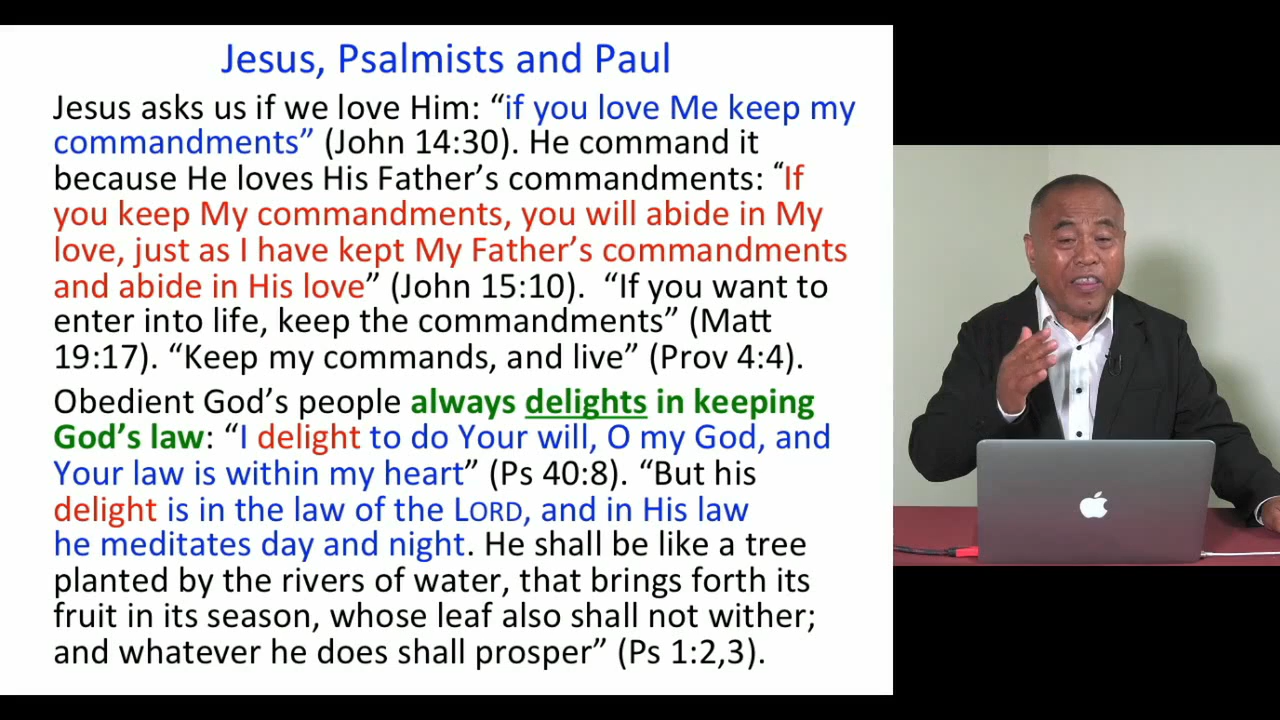 Jesus, Psalmists and Paul
Jesus asks us if we love Him: “if you love Me keep my
commandments” (John 14:30). He command it
because He loves His Father’s commandments: “If
you keep My commandments, you will abide in My
love, just as I have kept My Father’s commandments
and abide in His love” (John 15:10).  “If you want to
enter into life, keep the commandments” (Matt
19:17). “Keep my commands, and live” (Prov 4:4).
Obedient God’s people always delights in keeping
God’s law: “I delight to do Your will, O my God, and
Your law is within my heart” (Ps 40:8). “But his
delight is in the law of the LORD, and in His law
he meditates day and night. He shall be like a tree
planted by the rivers of water, that brings forth its
fruit in its season, whose leaf also shall not wither;
and whatever he does shall prosper” (Ps 1:2,3).